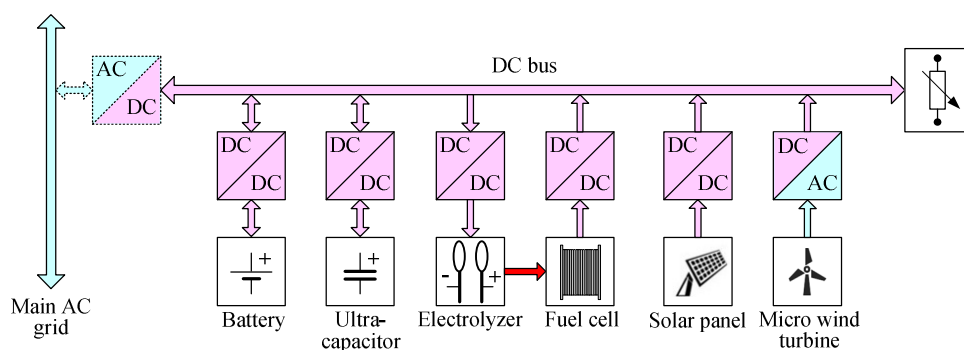 DC bus
AC
DC
DC
DC
DC
DC
DC
DC
DC
DC
DC
DC
DC
AC
+
+
-
+
Main AC
grid
Battery
Ultra-
capacitor
Electrolyzer
Fuel cell
Solar panel
Micro wind
turbine